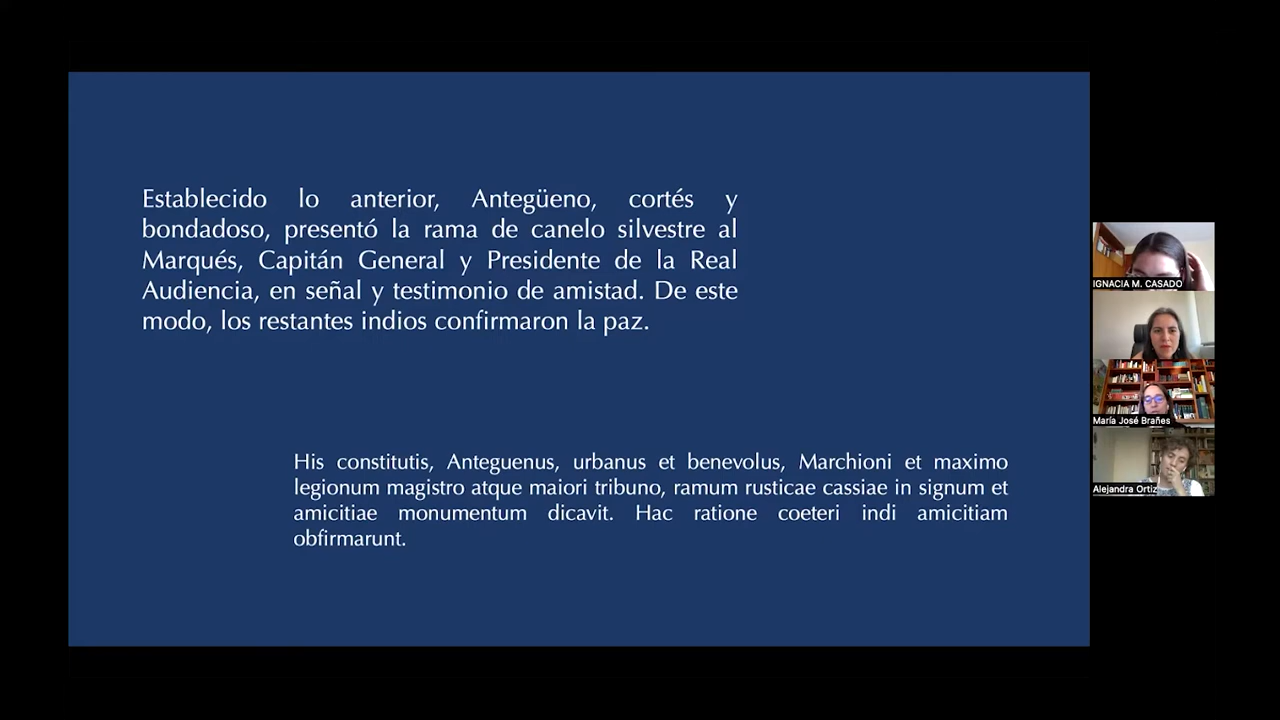 Establecido lo anterior, Antegüeno, cortés y
bondadoso, presentó la rama de canelo silvestre al
Marqués, Capitán General y Presidente de la Real
Audiencia, en señal y testimonio de amistad. De este
modo, los restantes indios confirmaron la paz.
His constitutis, Anteguenus, urbanus et benevolus, Marchioni et maximo
legionum magistro atque maiori tribuno, ramum rusticae cassiae in signum et
amicitiae monumentum dicavit. Hac ratione coeteri indi amicitiam
obfirmarunt.
IGNACIA M. CASADO
María José Brañes
Alejandra Ortiz